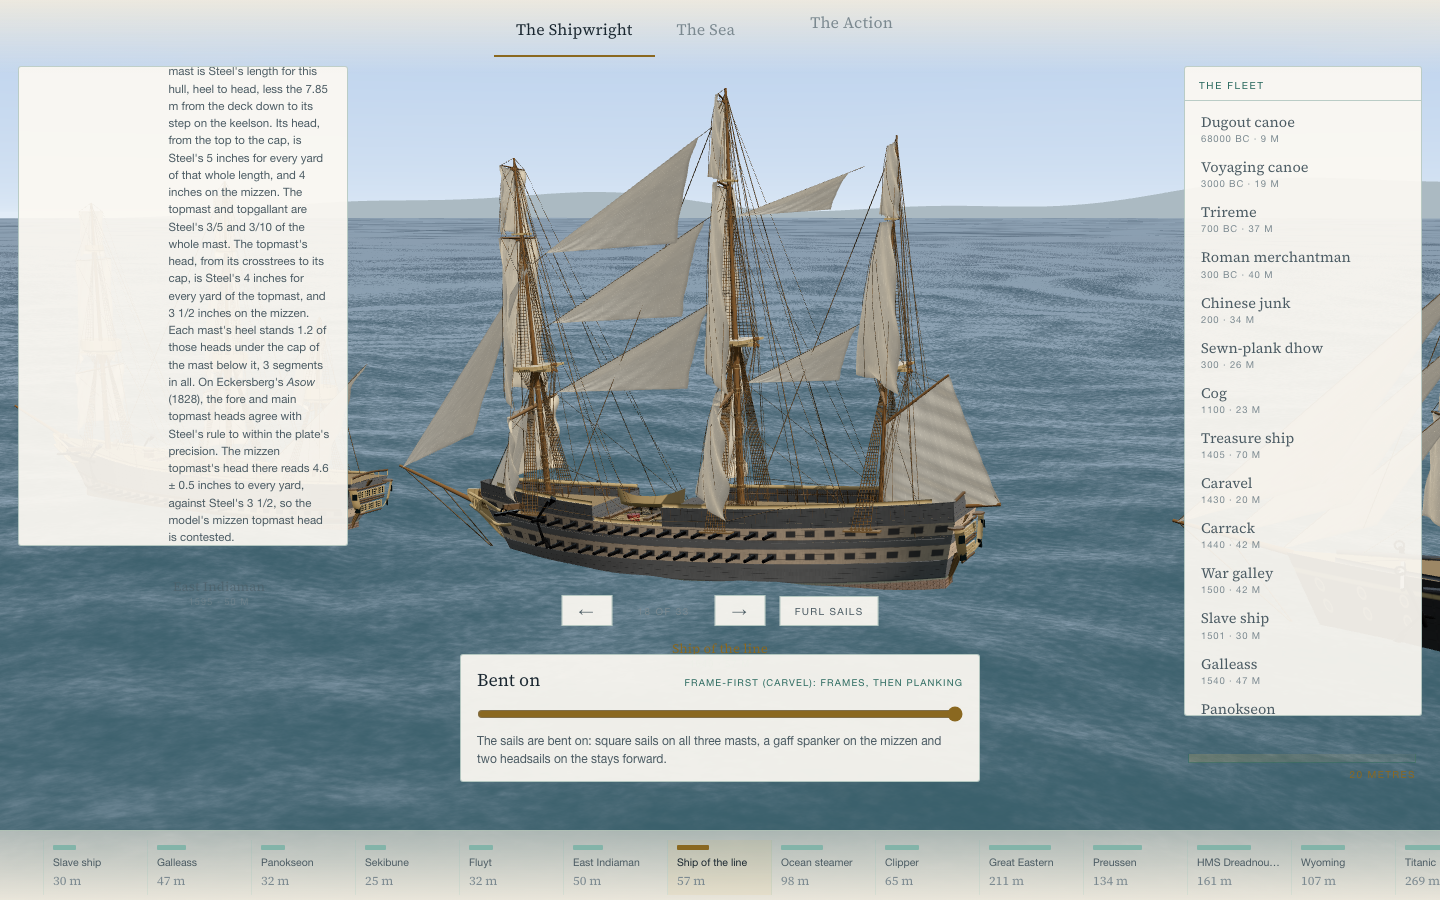 The Shipwright
The Sea
The Action
mast is Steel's length for this
hull, heel to head, less the 7.85
m from the deck down to its
step on the keelson. Its head,
from the top to the cap, is
Steel's 5 inches for every yard
of that whole length, and 4
inches on the mizzen. The
topmast and topgallant are
Steel's 3/5 and 3/10 of the
whole mast. The topmast's
head, from its crosstrees to its
cap, is Steel's 4 inches for
every yard of the topmast, and
3 1/2 inches on the mizzen.
Each mast's heel stands 1.2 of
those heads under the cap of
the mast below it, 3 segments
in all. On Eckersberg's Asow
(1828), the fore and main
topmast heads agree with
Steel's rule to within the plate's
precision. The mizzen
topmast's head there reads 4.6
± 0.5 inches to every yard,
against Steel's 3 1/2, so the
model's mizzen topmast head
is contested.
THE FLEET
Dugout canoe
68000 BC · 9 M
Voyaging canoe
3000 BC · 19 M
Trireme
700 BC · 37 M
Roman merchantman
300 BC · 40 M
Chinese junk
200 · 34 M
Sewn-plank dhow
300 · 26 M
Cog
1100 · 23 M
Treasure ship
1405 · 70 M
Caravel
1430 · 20 M
Carrack
1440 · 42 M
War galley
1500 · 42 M
Slave ship
1501 · 30 M
Galleass
1540 · 47 M
Panokseon
← → FURL SAILS
Ship of the line
Bent on
FRAME-FIRST (CARVEL): FRAMES, THEN PLANKING
The sails are bent on: square sails on all three masts, a gaff spanker on the mizzen and
two headsails on the stays forward.
Slave ship
30 m
Galleass
47 m
Panokseon
32 m
Sekibune
25 m
Fluyt
32 m
East Indiaman
50 m
Ship of the line
57 m
Ocean steamer
98 m
Clipper
65 m
Great Eastern
211 m
Preussen
134 m
HMS Dreadnou...
161 m
Wyoming
107 m
Titanic
269 m